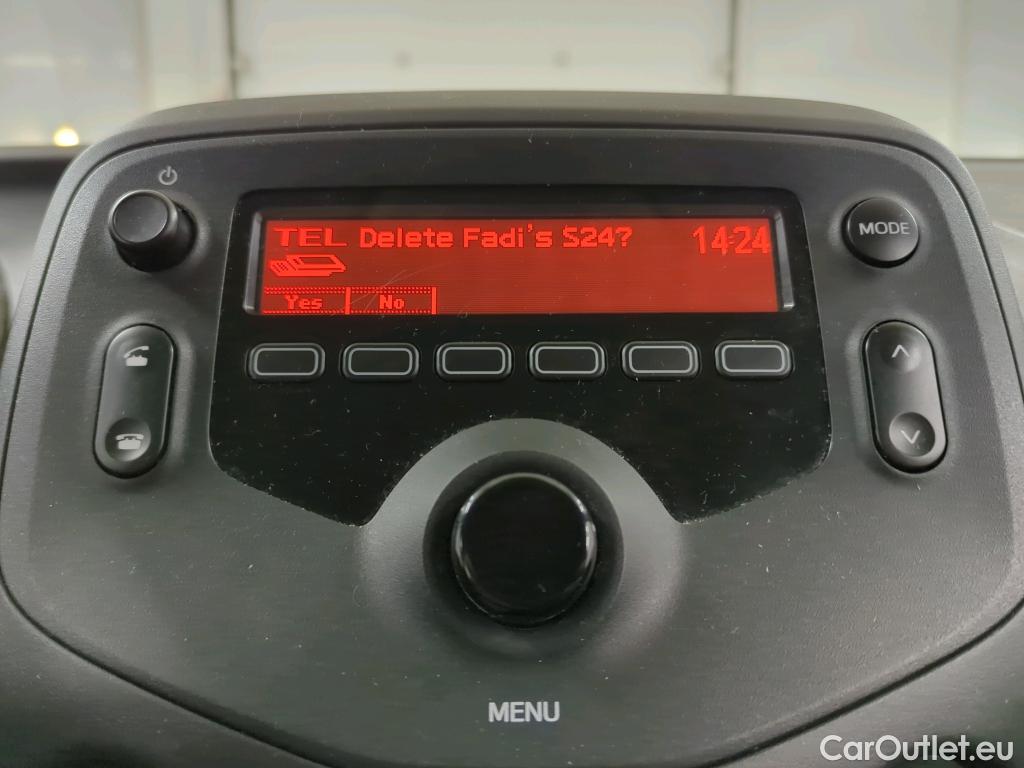 TEL Delete Fadi's S24? 14:24
Yes No
MODE
MENU
CarOutlet.eu